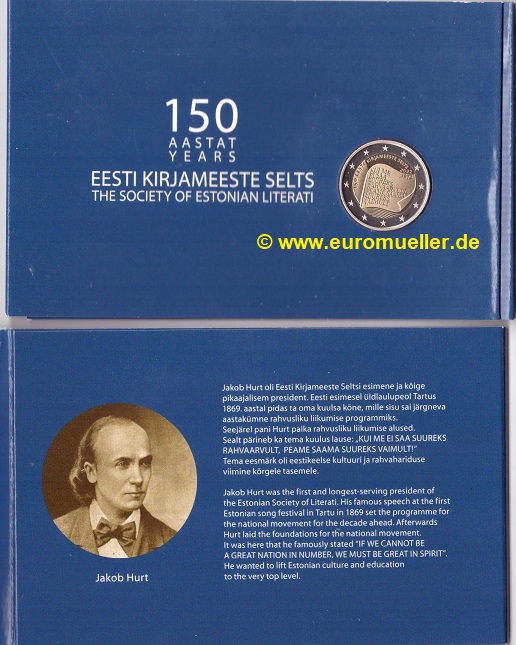 150
AASTAT
YEARS
EESTI KIRJAMEESTE SELTS
THE SOCIETY OF ESTONIAN LITERATI
KIRJAMEESTE SELTS
2022
© www.euromueller.de
Jakob Hurt oli Eesti Kirjameeste Seltsi esimene ja kõige
pikaajalisem president. Eesti esimesel üldlaulupeol Tartus
1869. aastal pidas ta oma kuulsa kõne, mille sisu sai järgneva
aastakümne rahvusliku liikumise programmiks.
Seejärel pani Hurt paika rahvusliku liikumise alused.
Sealt pärineb ka tema kuulus lause: „KUI ME EI SAA SUUREKS
RAHVAARVULT, PEAME SAAMA SUUREKS VAIMULT!“
Tema eesmärk oli eestikeelse kultuuri ja rahvahariduse
viimine kõrgele tasemele.
Jakob Hurt was the first and longest-serving president of
the Estonian Society of Literati. His famous speech at the first
Estonian song festival in Tartu in 1869 set the programme for
the national movement for the decade ahead. Afterwards
Hurt laid the foundations for the national movement.
It was here that he famously stated "IF WE CANNOT BE
A GREAT NATION IN NUMBER, WE MUST BE GREAT IN SPIRIT".
He wanted to lift Estonian culture and education
to the very top level.
Jakob Hurt